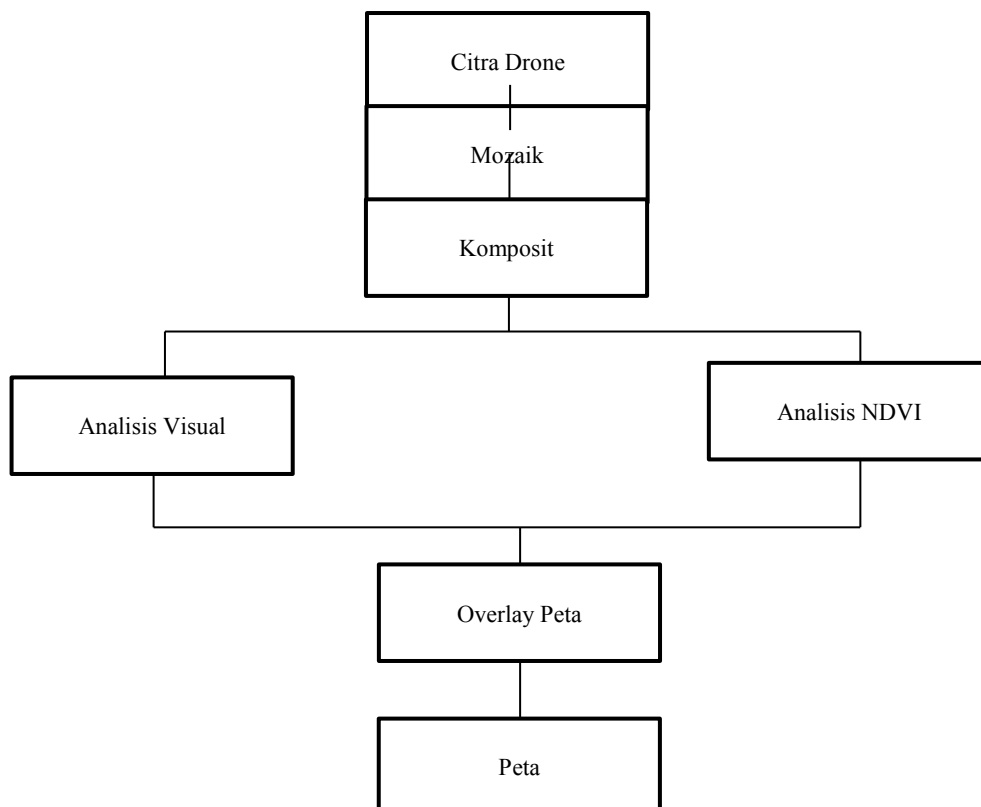 Citra Drone
Mozaik
Komposit
Analisis Visual
Analisis NDVI
Overlay Peta
Peta